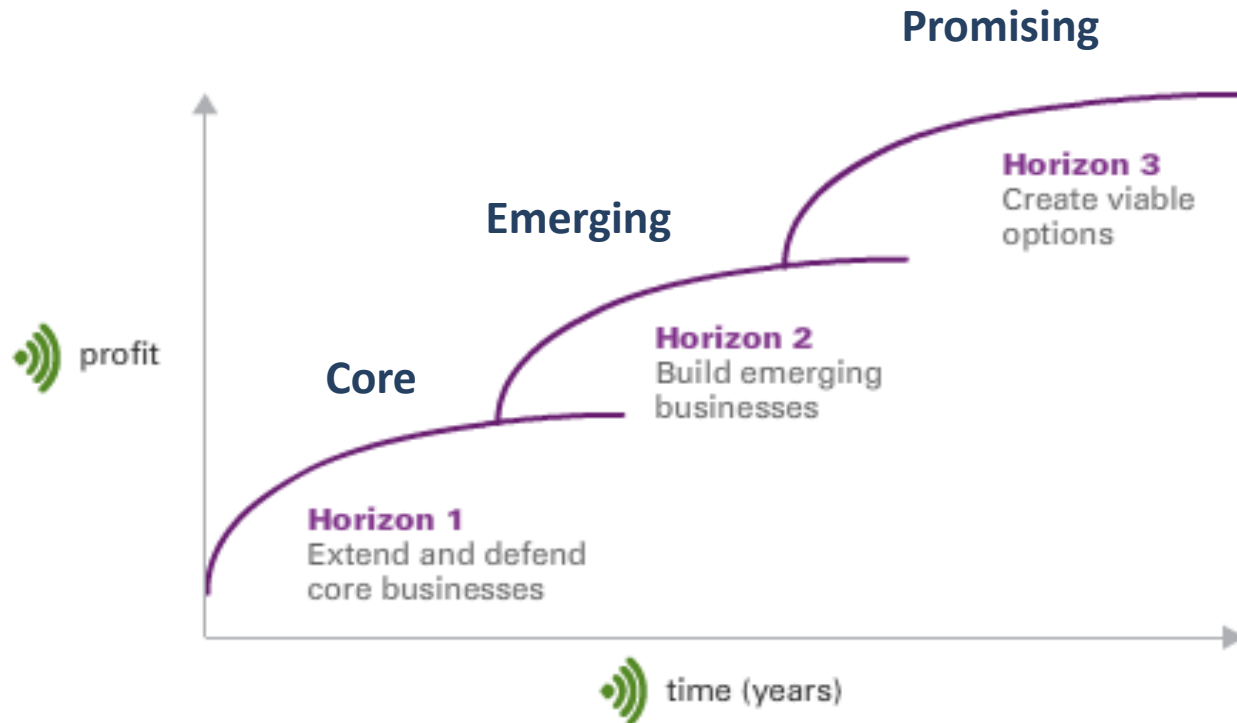 Promising
Horizon 3
Create viable
options
Emerging
Horizon 2
Build emerging
businesses
profit
Core
Horizon 1
Extend and defend
core businesses
time (years)